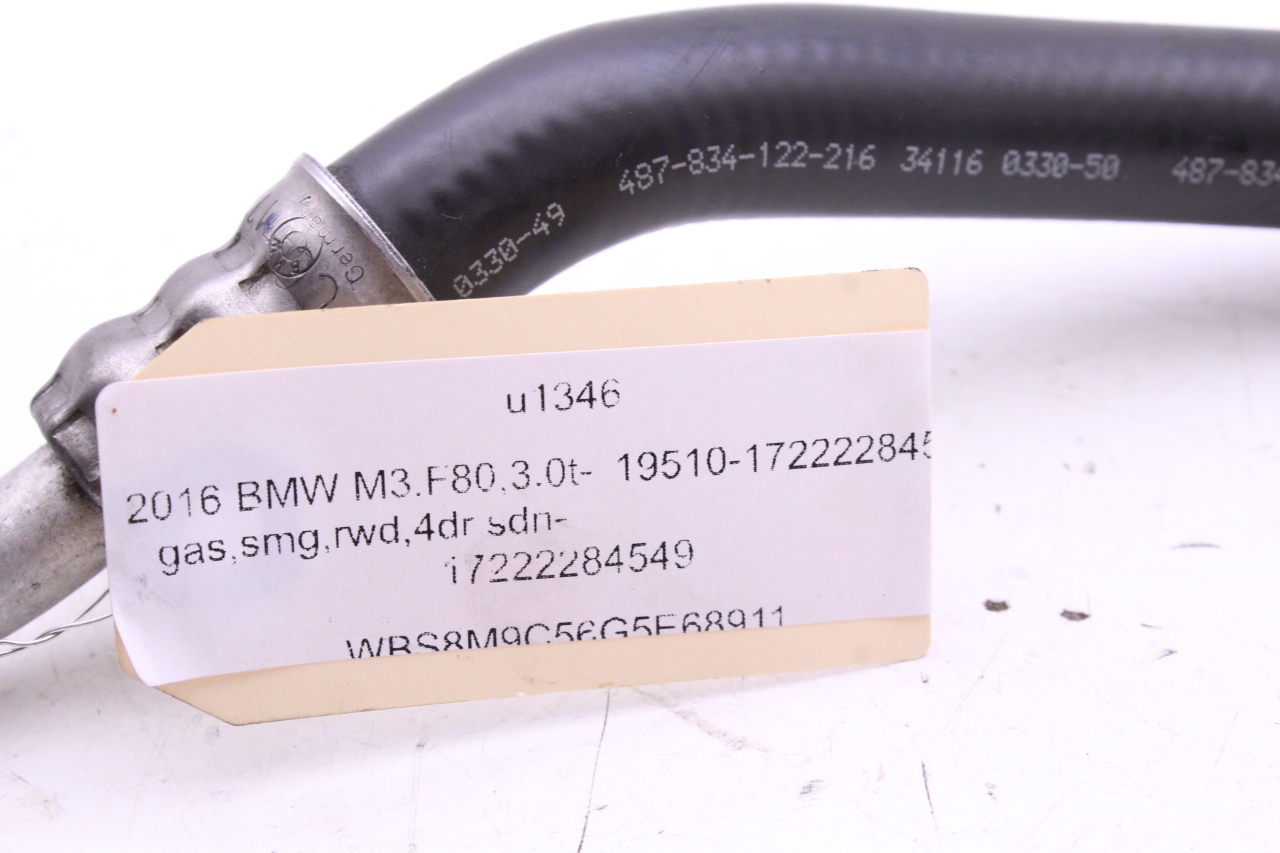 487-834-122-216 34116 0330-50 487-834
0330-49
Germany
u1346
2016 BMW M3.F80,3.0t- 19510-172222845
gas,smg,rwd,4dr sdn-
17222284549
WBS8M9C56G5E68911